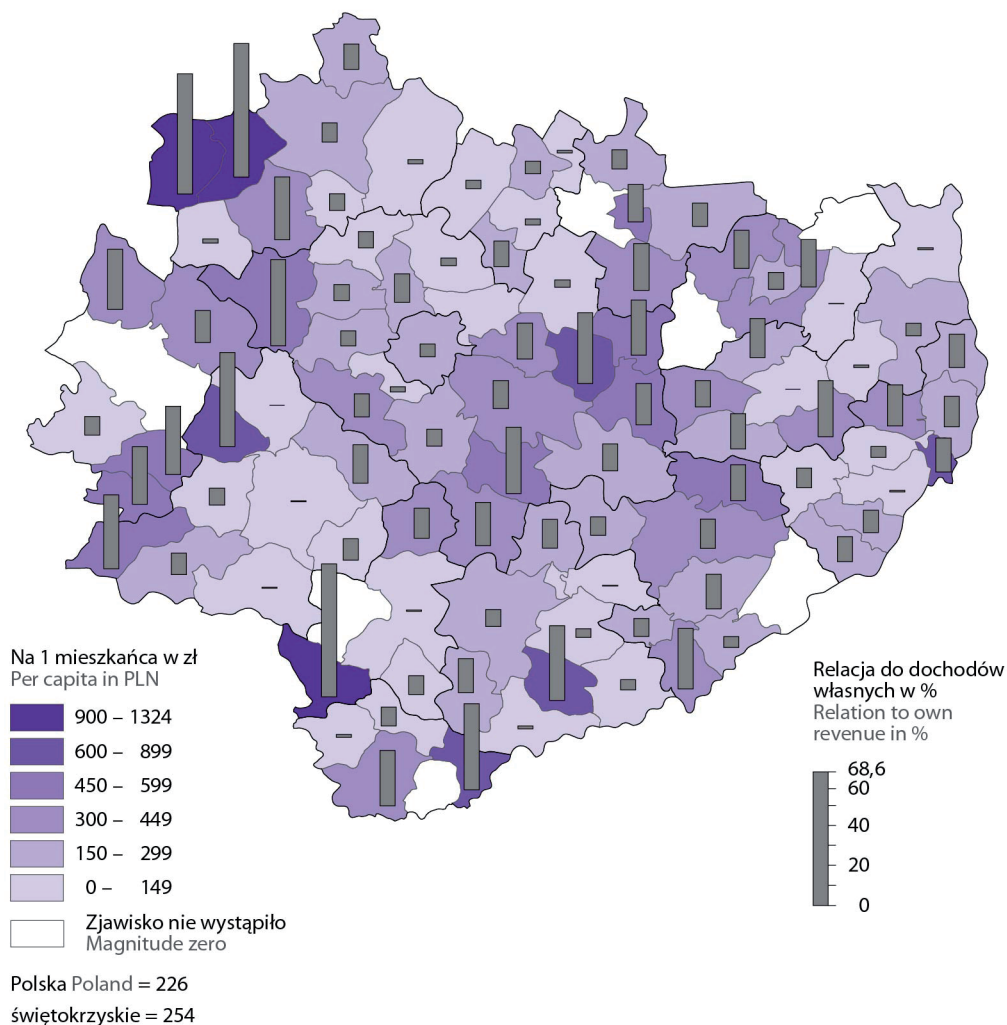 Na 1 mieszkańca w zł
Per capita in PLN
900 – 1324
600 – 899
450 – 599
300 – 449
150 – 299
0 – 149
Zjawisko nie wystąpiło
Magnitude zero
Polska Poland = 226
świętokrzyskie = 254
Relacja do dochodów
własnych w %
Relation to own
revenue in %
68,6
60
40
20
0